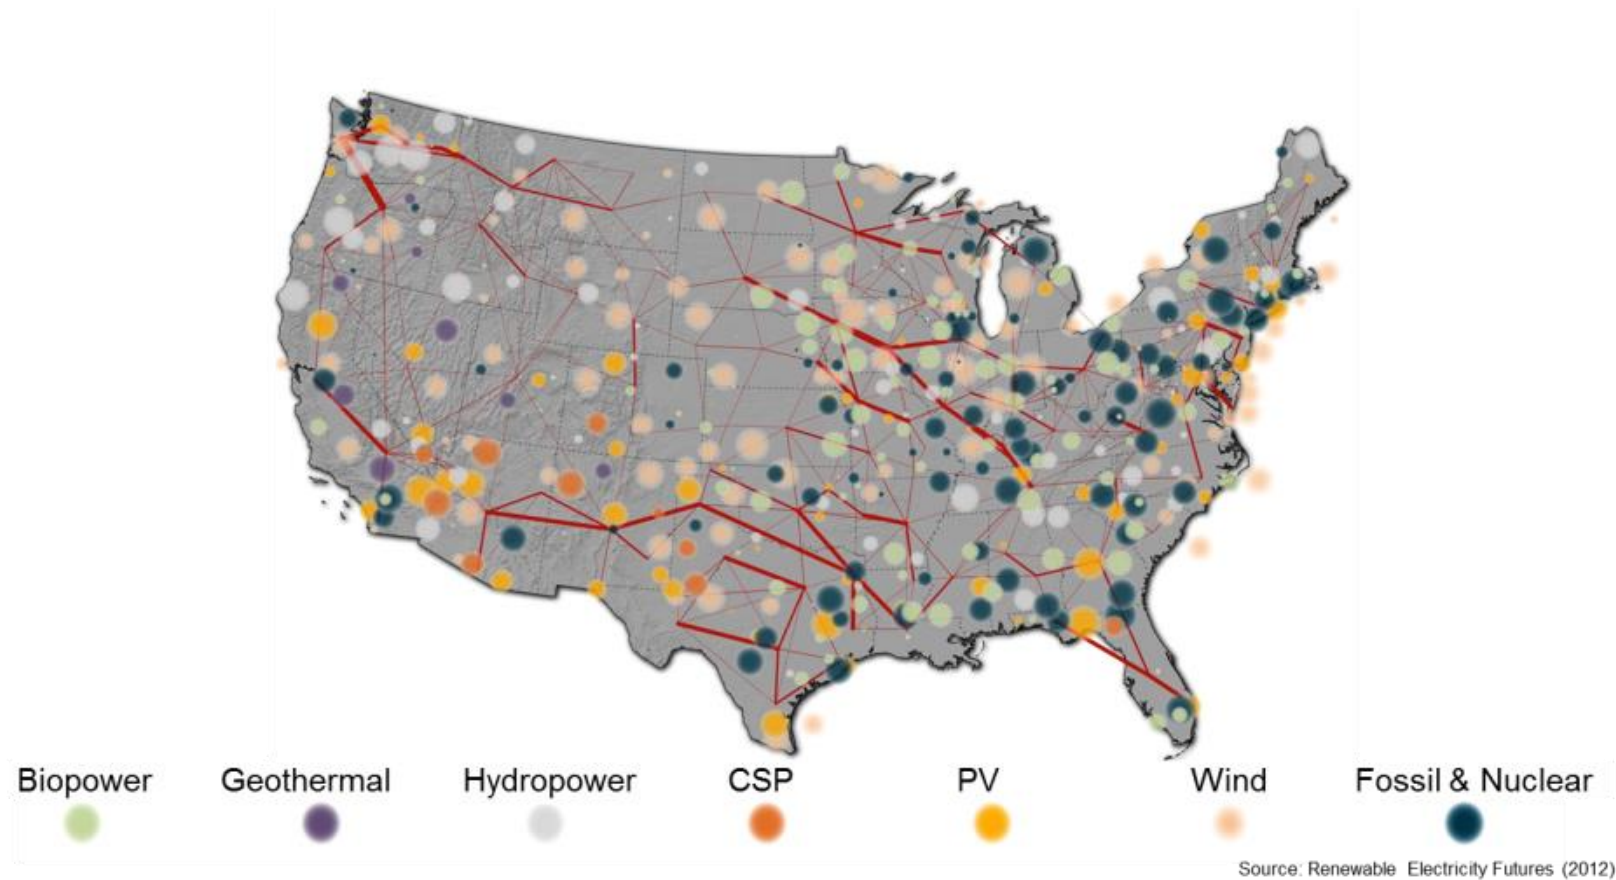 Biopower Geothermal Hydropower CSP PV Wind Fossil & Nuclear
Source: Renewable Electricity Futures (2012)